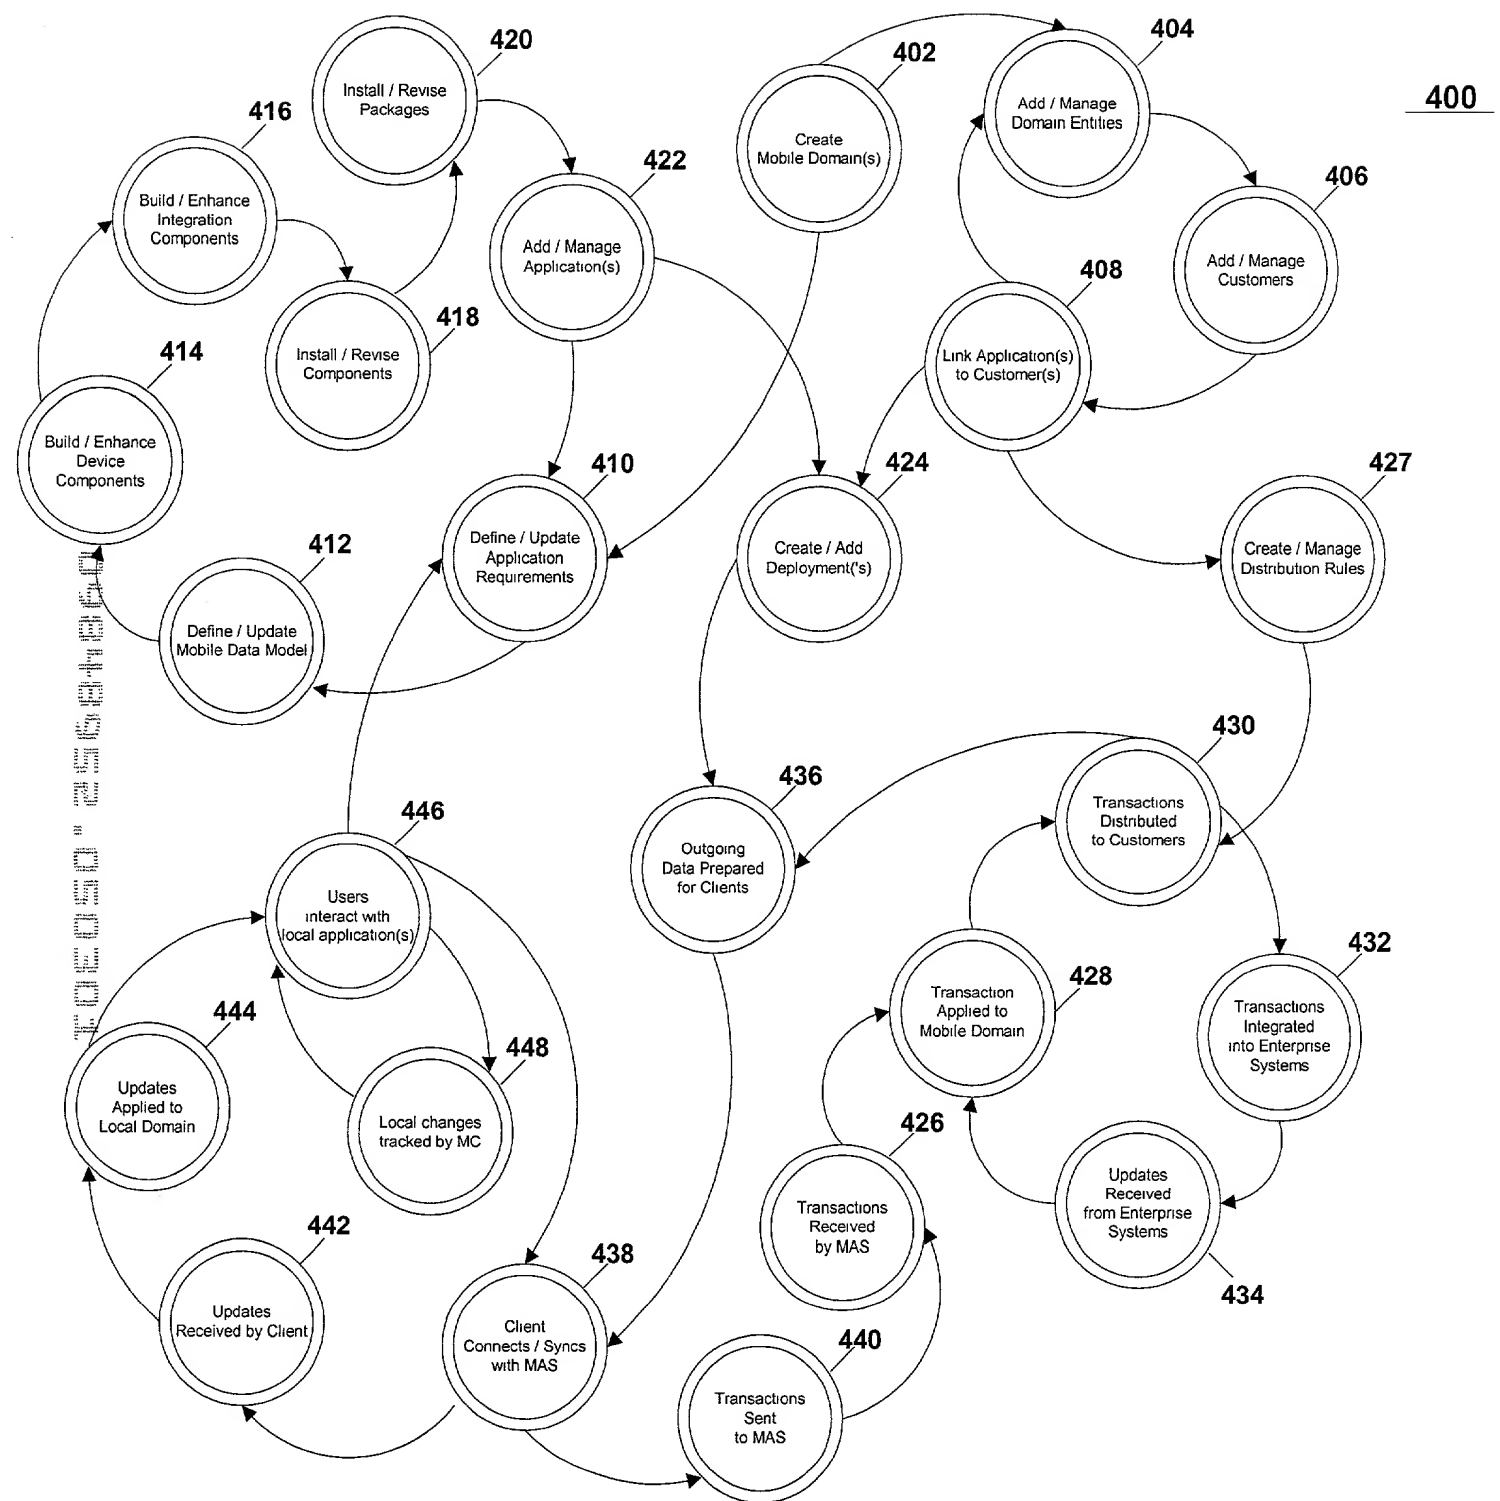 420
Install / Revise
Packages
402
Create
Mobile Domain(s)
404
Add / Manage
Domain Entities
400
416
Build / Enhance
Integration
Components
422
Add / Manage
Application(s)
406
Add / Manage
Customers
418
Install / Revise
Components
408
Link Application(s)
to Customer(s)
414
Build / Enhance
Device
Components
410
Define / Update
Application
Requirements
424
Create / Add
Deployment('s)
427
Create / Manage
Distribution Rules
412
Define / Update
Mobile Data Model
430
Transactions
Distributed
to Customers
436
Outgoing
Data Prepared
for Clients
446
Users
interact with
local application(s)
428
Transaction
Applied to
Mobile Domain
432
Transactions
Integrated
into Enterprise
Systems
444
Updates
Applied to
Local Domain
448
Local changes
tracked by MC
426
Transactions
Received
by MAS
434
Updates
Received
from Enterprise
Systems
442
Updates
Received by Client
438
Client
Connects / Syncs
with MAS
440
Transactions
Sent
to MAS